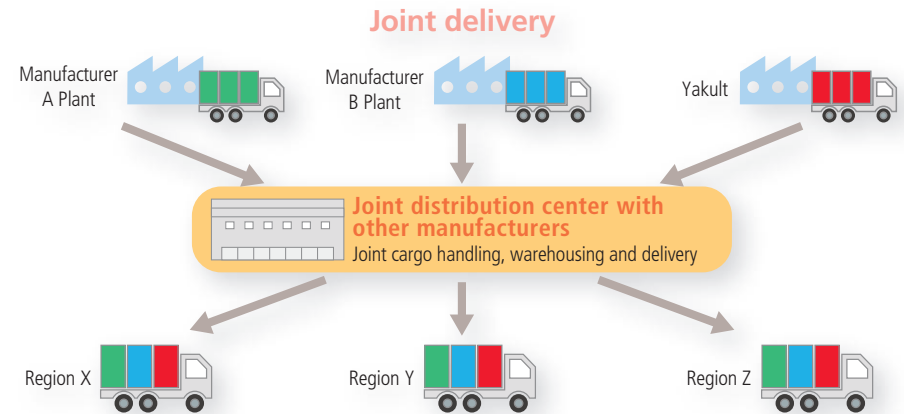 Joint delivery
Manufacturer
A Plant
Manufacturer
B Plant
Yakult
Joint distribution center with
other manufacturers
Joint cargo handling, warehousing and delivery
Region X
Region Y
Region Z